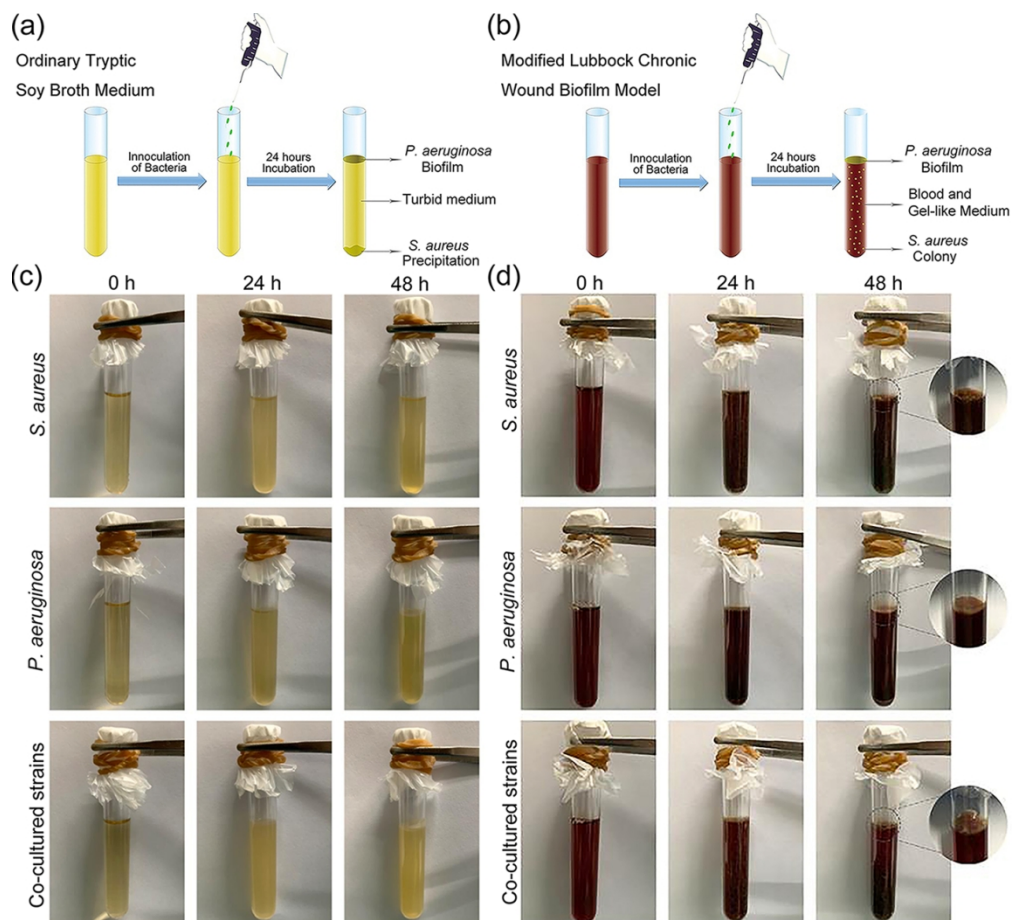 (a)
Ordinary Tryptic
Soy Broth Medium
Innoculation
of Bacteria
24 hours
Incubation
P. aeruginosa
Biofilm
Turbid medium
S. aureus
Precipitation
(b)
Modified Lubbock Chronic
Wound Biofilm Model
Innoculation
of Bacteria
24 hours
Incubation
P. aeruginosa
Biofilm
Blood and
Gel-like Medium
S. aureus
Colony
(c)
0 h
24 h
48 h
S. aureus
P. aeruginosa
Co-cultured strains
(d)
0 h
24 h
48 h
S. aureus
P. aeruginosa
Co-cultured strains